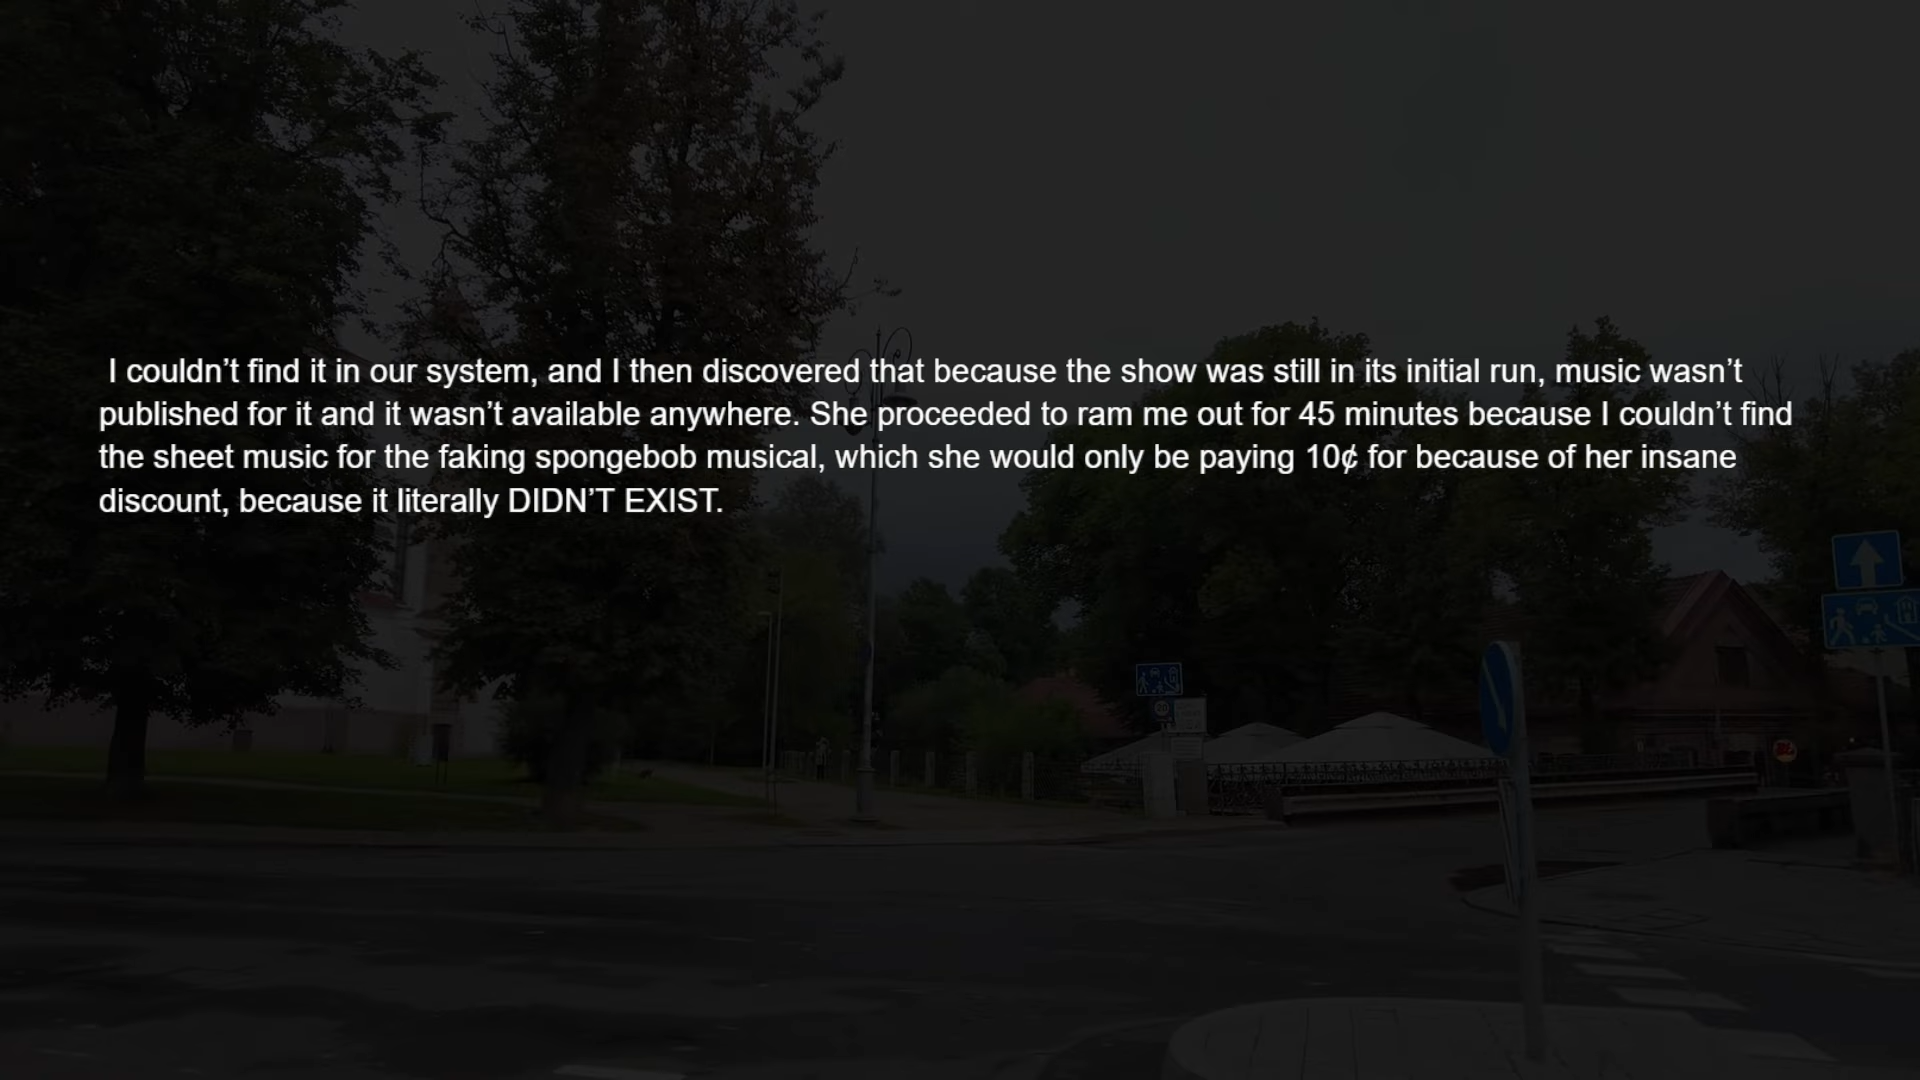 I couldn’t find it in our system, and I then discovered that because the show was still in its initial run, music wasn’t
published for it and it wasn’t available anywhere. She proceeded to ram me out for 45 minutes because I couldn’t find
the sheet music for the faking spongebob musical, which she would only be paying 10¢ for because of her insane
discount, because it literally DIDN’T EXIST.